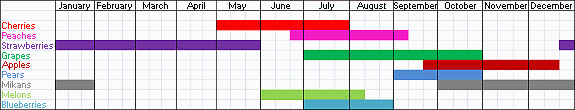 January February March April May June July August September October November December
Cherries
Peaches
Strawberries
Grapes
Apples
Pears
Mikans
Melons
Blueberries